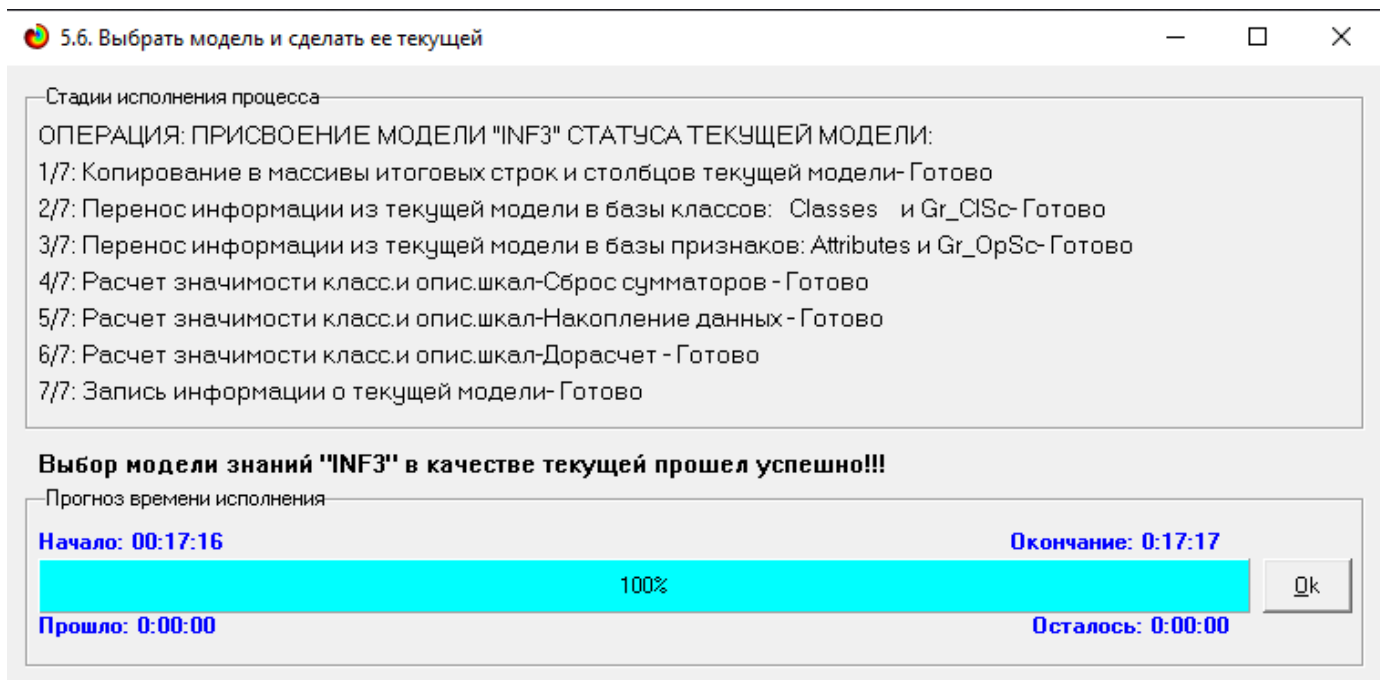 5.6. Выбрать модель и сделать ее текущей
Стадии исполнения процесса
ОПЕРАЦИЯ: ПРИСВОЕНИЕ МОДЕЛИ "INF3" СТАТУСА ТЕКУЩЕЙ МОДЕЛИ:
1/7: Копирование в массивы итоговых строк и столбцов текущей модели- Готово
2/7: Перенос информации из текущей модели в базы классов: Classes и Gr_ClSc- Готово
3/7: Перенос информации из текущей модели в базы признаков: Attributes и Gr_OpSc- Готово
4/7: Расчет значимости класс.и опис.шкал-Сброс сумматоров - Готово
5/7: Расчет значимости класс.и опис.шкал-Накопление данных - Готово
6/7: Расчет значимости класс.и опис.шкал-Дорасчет - Готово
7/7: Запись информации о текущей модели- Готово
Выбор модели знаний "INF3" в качестве текущей прошел успешно!!!
Прогноз времени исполнения
Начало: 00:17:16 Окончание: 0:17:17
100% Ok
Прошло: 0:00:00 Осталось: 0:00:00